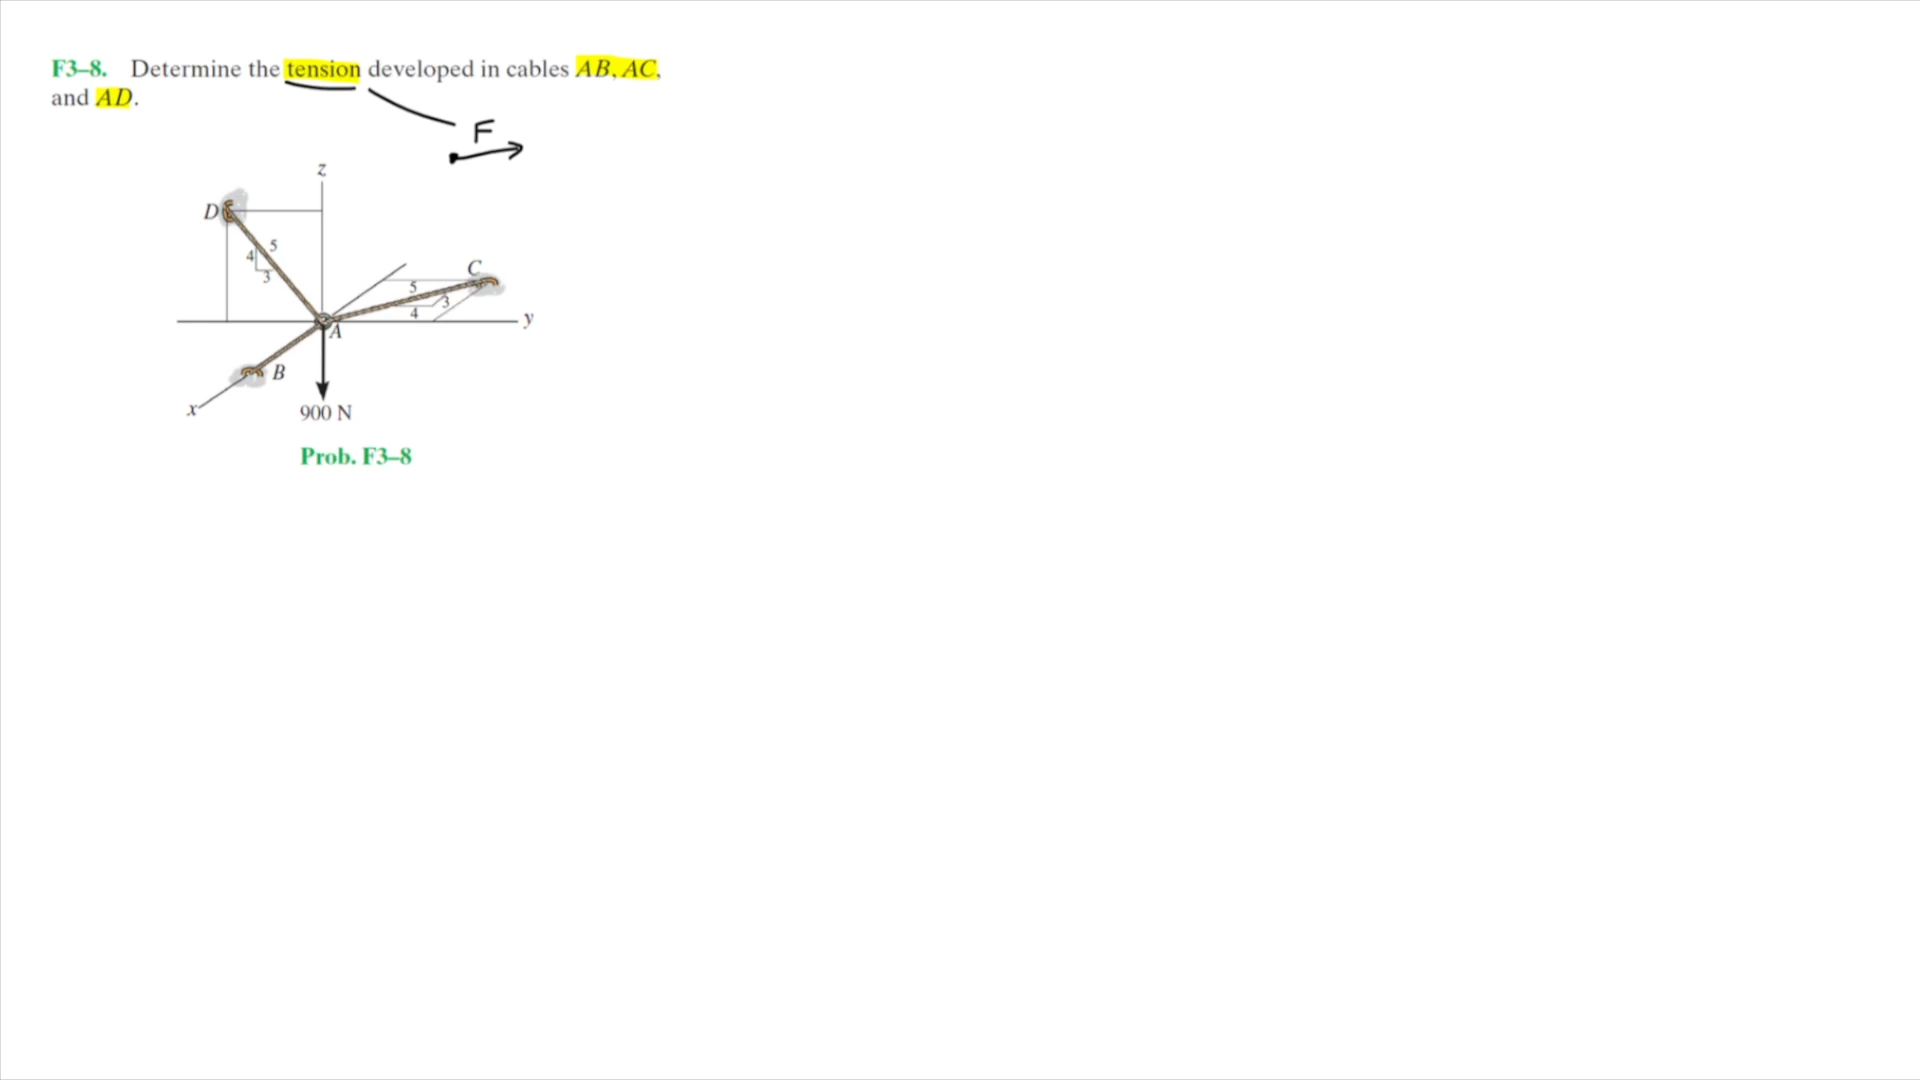 F3–8. Determine the tension developed in cables AB, AC,
and AD.
F
z
D
5
4
3
C
5
3
4
y
A
B
x
900 N
Prob. F3–8